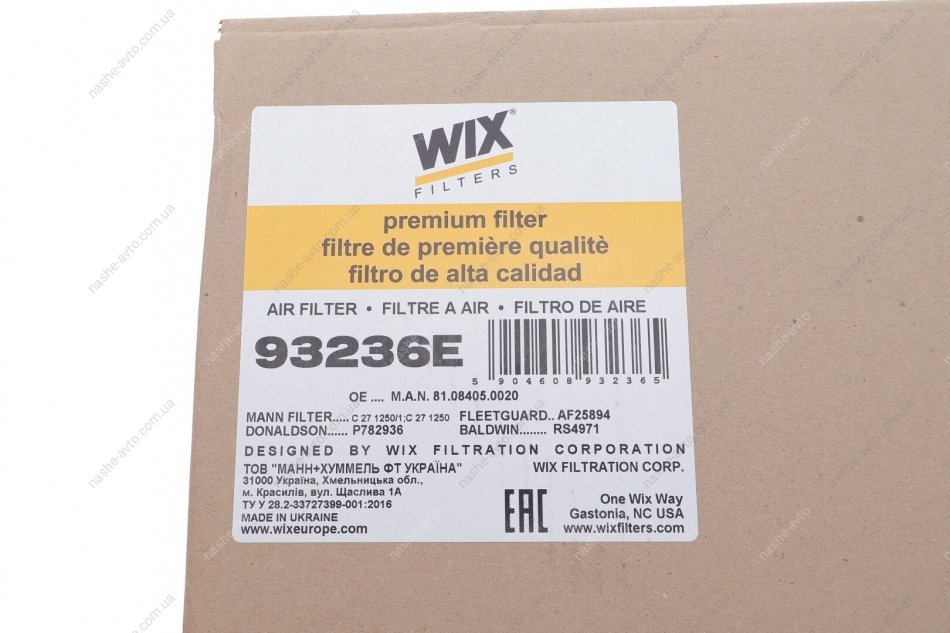 WIX®
FILTERS
premium filter
filtre de première qualitè
filtro de alta calidad
AIR FILTER • FILTRE A AIR • FILTRO DE AIRE
93236E
5 904608 932365
OE .... M.A.N. 81.08405.0020
MANN FILTER..... C 27 1250/1;C 27 1250 FLEETGUARD.. AF25894
DONALDSON...... P782936 BALDWIN........ RS4971
DESIGNED BY WIX FILTRATION CORPORATION
ТОВ "МАНН+ХУММЕЛЬ ФТ УКРАЇНА"
31000 Україна, Хмельницька обл.,
м. Красилів, вул. Щаслива 1А
ТУ У 28.2-33727399-001:2016
MADE IN UKRAINE
www.wixeurope.com
EAC
WIX FILTRATION CORP.
One Wix Way
Gastonia, NC USA
www.wixfilters.com
nashe-avto.com.ua